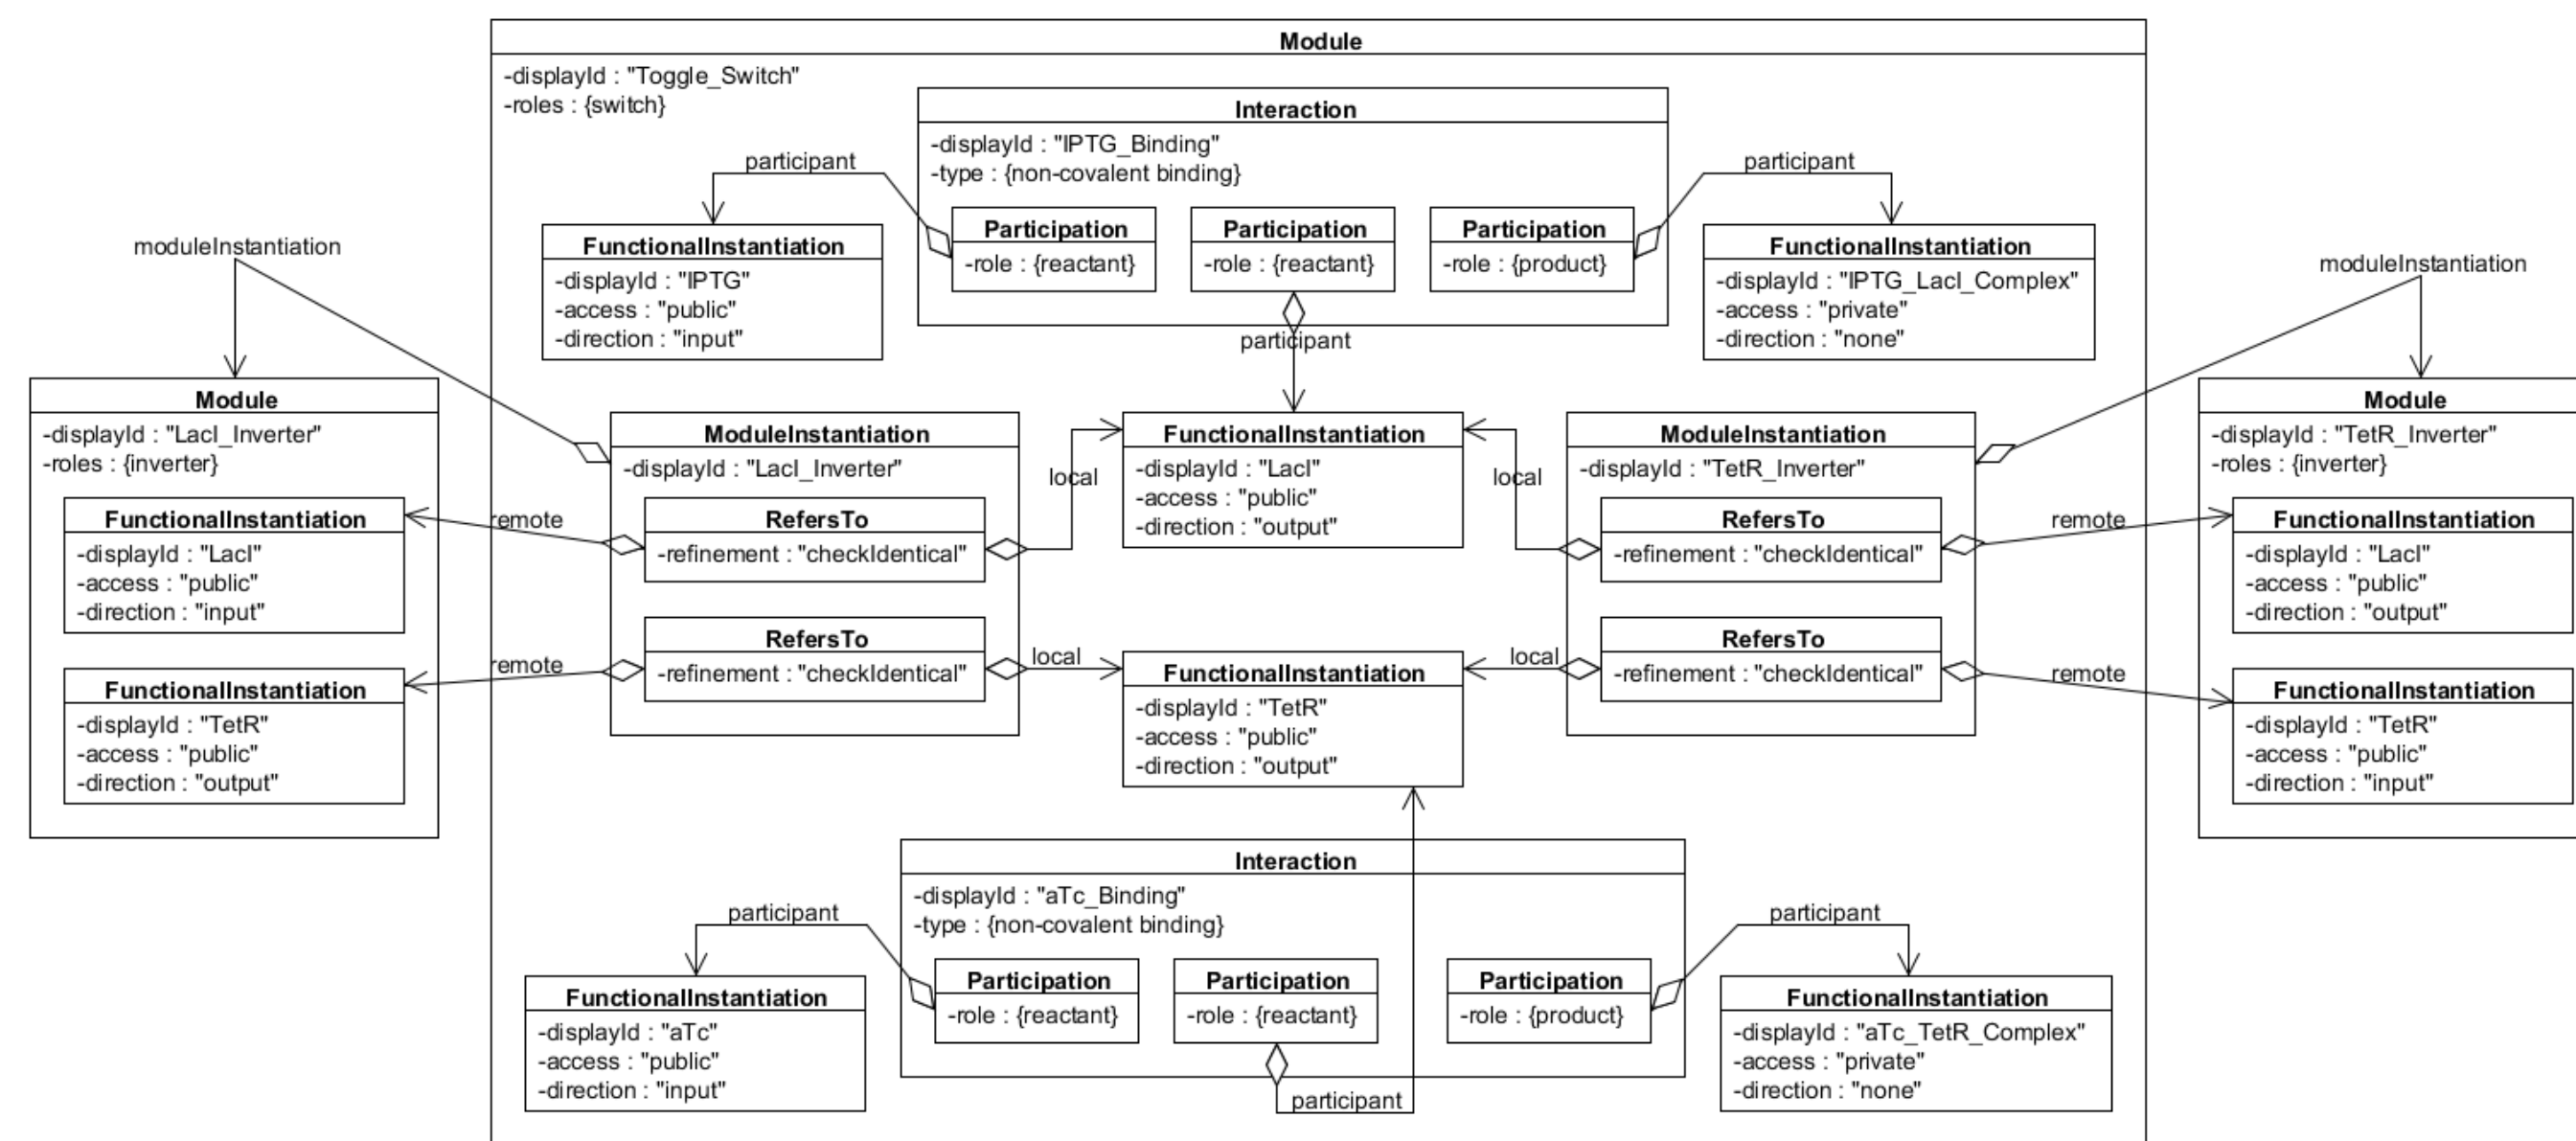 Module
-displayId : "Toggle_Switch"
-roles : {switch}
Interaction
-displayId : "IPTG_Binding"
-type : {non-covalent binding}
participant
participant
Participation
-role : {reactant}
Participation
-role : {reactant}
Participation
-role : {product}
participant
FunctionalInstantiation
-displayId : "IPTG"
-access : "public"
-direction : "input"
FunctionalInstantiation
-displayId : "IPTG_LacI_Complex"
-access : "private"
-direction : "none"
moduleInstantiation
moduleInstantiation
Module
-displayId : "LacI_Inverter"
-roles : {inverter}
FunctionalInstantiation
-displayId : "LacI"
-access : "public"
-direction : "input"
FunctionalInstantiation
-displayId : "TetR"
-access : "public"
-direction : "output"
remote
remote
ModuleInstantiation
-displayId : "LacI_Inverter"
RefersTo
-refinement : "checkIdentical"
RefersTo
-refinement : "checkIdentical"
local
local
FunctionalInstantiation
-displayId : "LacI"
-access : "public"
-direction : "output"
FunctionalInstantiation
-displayId : "TetR"
-access : "public"
-direction : "output"
local
local
ModuleInstantiation
-displayId : "TetR_Inverter"
RefersTo
-refinement : "checkIdentical"
RefersTo
-refinement : "checkIdentical"
remote
remote
Module
-displayId : "TetR_Inverter"
-roles : {inverter}
FunctionalInstantiation
-displayId : "LacI"
-access : "public"
-direction : "output"
FunctionalInstantiation
-displayId : "TetR"
-access : "public"
-direction : "input"
Interaction
-displayId : "aTc_Binding"
-type : {non-covalent binding}
participant
participant
Participation
-role : {reactant}
Participation
-role : {reactant}
Participation
-role : {product}
participant
FunctionalInstantiation
-displayId : "aTc"
-access : "public"
-direction : "input"
FunctionalInstantiation
-displayId : "aTc_TetR_Complex"
-access : "private"
-direction : "none"